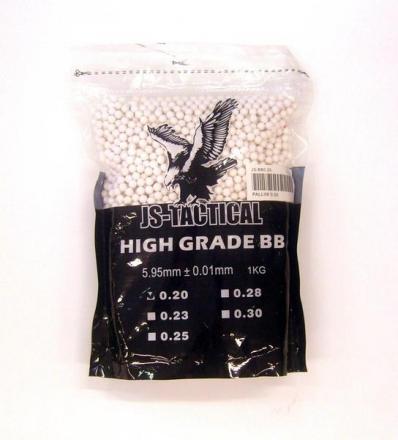 JS-TACTICAL
HIGH GRADE BB
5.95mm ± 0.01mm 1KG
0.20 0.28
0.23 0.30
0.25